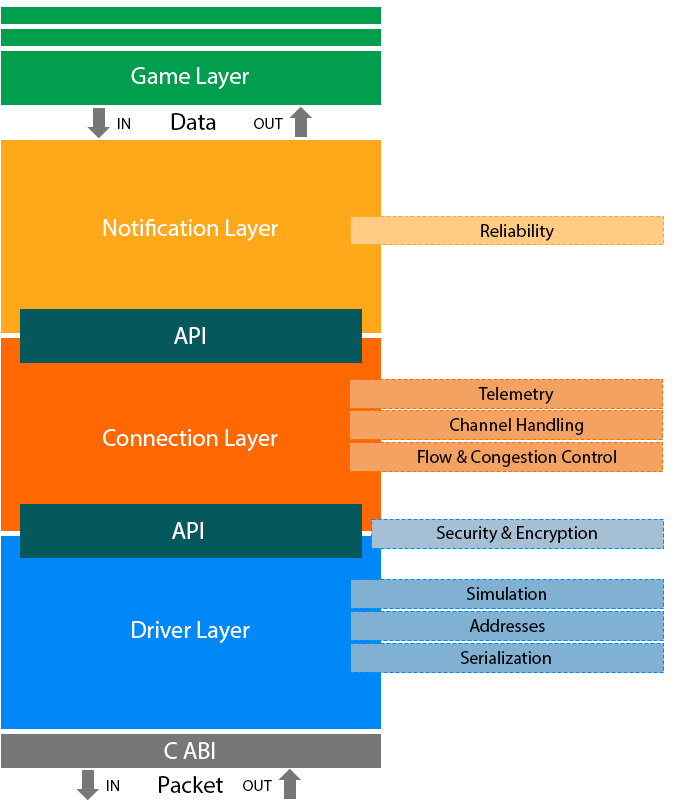 Game Layer
IN Data OUT
Notification Layer
Reliability
API
Telemetry
Channel Handling
Connection Layer
Flow & Congestion Control
API
Security & Encryption
Simulation
Addresses
Driver Layer
Serialization
C ABI
IN Packet OUT